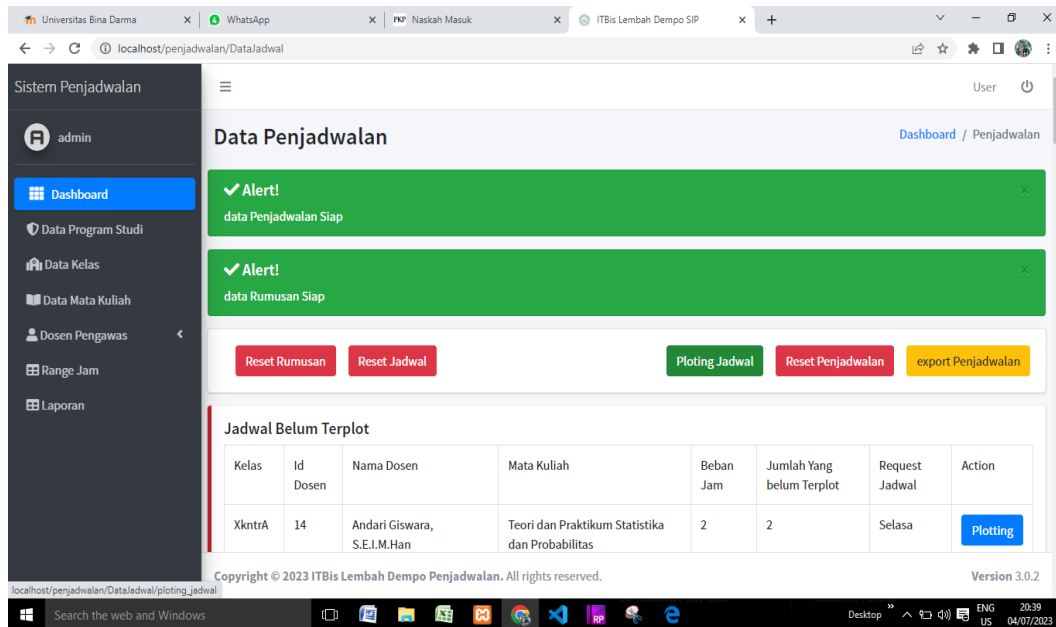 Universitas Bina Darma
WhatsApp
PKP Naskah Masuk
ITBis Lembah Dempo SIP
localhost/penjadwalan/DataJadwal
Sistem Penjadwalan
User
admin
Data Penjadwalan
Dashboard / Penjadwalan
Dashboard
Data Program Studi
Data Kelas
Data Mata Kuliah
Dosen Pengawas
Range Jam
Laporan
Alert!
data Penjadwalan Siap
Alert!
data Rumusan Siap
Reset Rumusan Reset Jadwal Ploting Jadwal Reset Penjadwalan export Penjadwalan
Jadwal Belum Terplot
Kelas Id Nama Dosen Mata Kuliah Beban Jumlah Yang Request Action
Dosen Jam belum Terplot Jadwal
XkntrA 14 Andari Giswara, Teori dan Praktikum Statistika 2 2 Selasa Plotting
S.E.I.M.Han dan Probabilitas
Copyright © 2023 ITBis Lembah Dempo Penjadwalan. All rights reserved. Version 3.0.2
localhost/penjadwalan/DataJadwal/ploting_jadwal
Search the web and Windows
RP
Desktop
ENG
US
20:39
04/07/2023